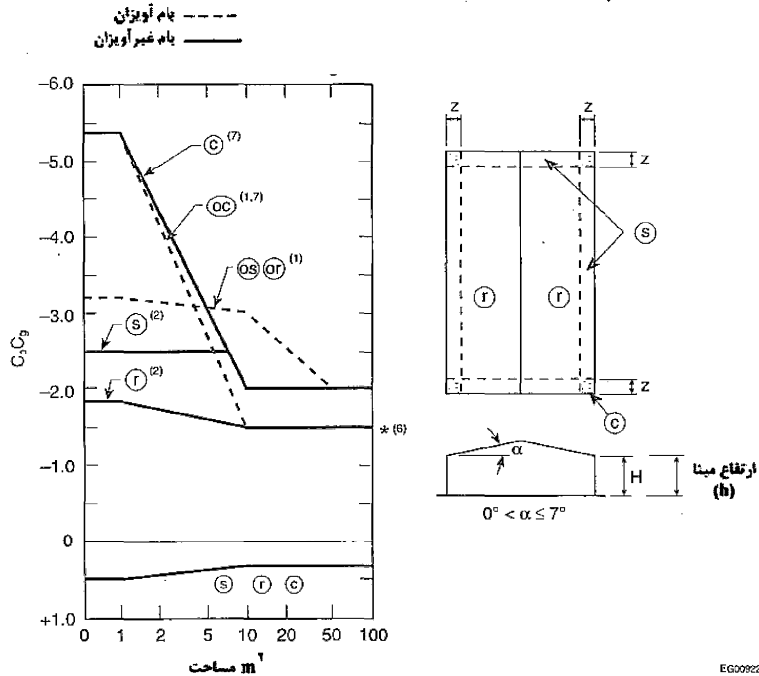 بام آویزان
بام غیرآویزان
−6.0
−5.0
−4.0
−3.0
−2.0
−1.0
0
+1.0
c (7)
oc (1,7)
os or (1)
s (2)
r (2)
* (6)
s r c
0 1 2 5 10 20 50 100
مساحت m²
z z
z
s
r r
z
c
α
H
ارتفاع مبنا
(h)
0° < α ≤ 7°
EG00922